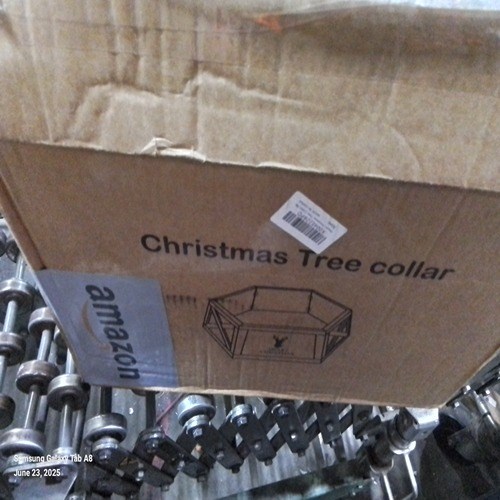 Christmas Tree collar
amazon
Samsung Galaxy Tab A8
June 23, 2025